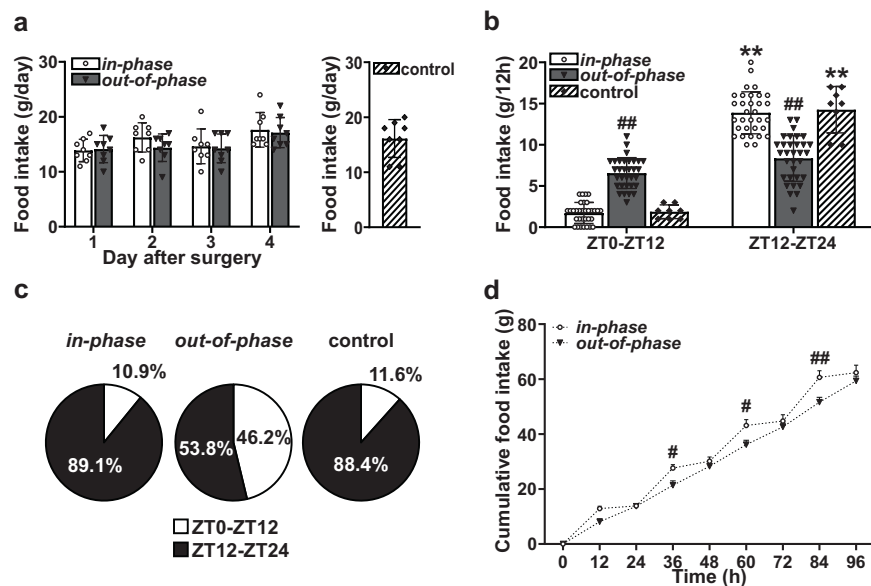 a
Food intake (g/day)
30
20
10
0
in-phase
out-of-phase
1 2 3 4
Day after surgery
Food intake (g/day)
30
20
10
0
control
b
Food intake (g/12h)
20
15
10
5
0
in-phase
out-of-phase
control
##
**
##
**
ZT0-ZT12 ZT12-ZT24
c
in-phase out-of-phase control
10.9%
89.1%
53.8% 46.2%
11.6%
88.4%
ZT0-ZT12
ZT12-ZT24
d
Cumulative food intake (g)
80
60
40
20
0
in-phase
out-of-phase
#
#
##
0 12 24 36 48 60 72 84 96
Time (h)